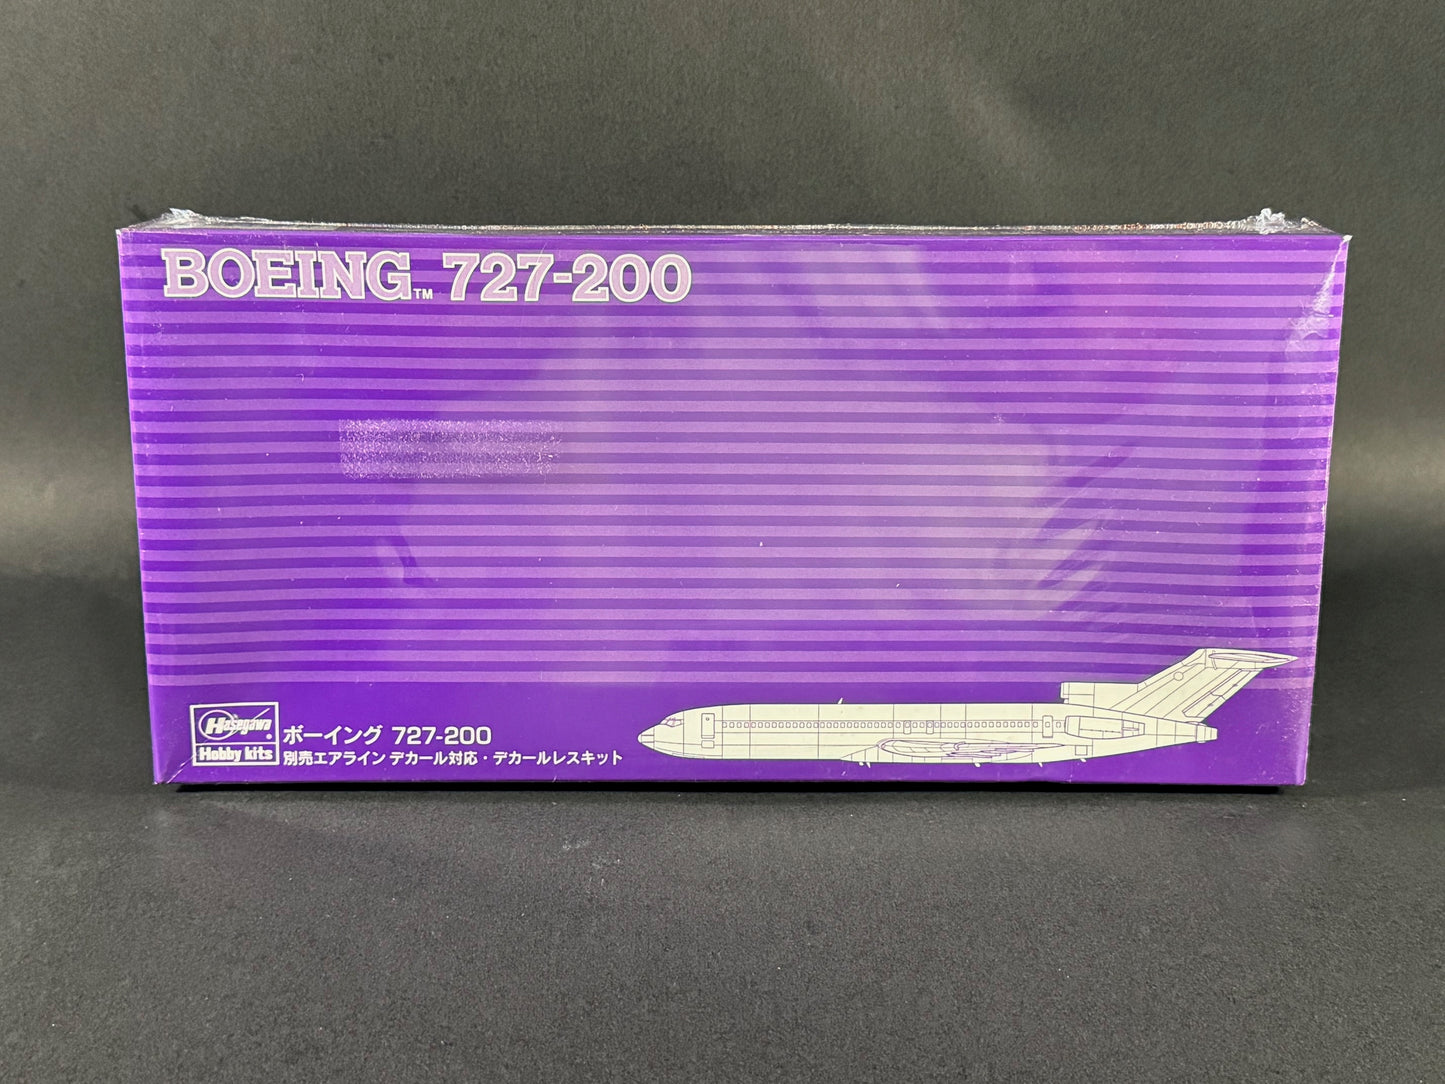 BOEING™ 727-200
Hasegawa
Hobby kits
ボーイング 727-200
別売エアライン デカール対応・デカールレスキット